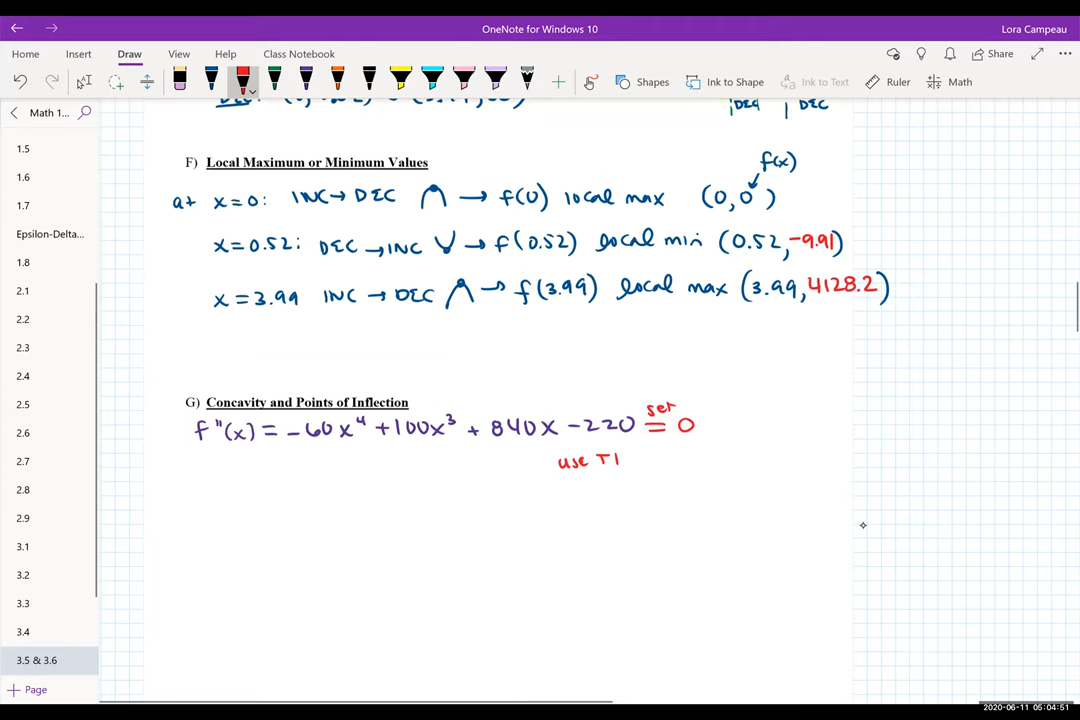 OneNote for Windows 10
Lora Campeau
Home Insert Draw View Help Class Notebook
Share
Shapes Ink to Shape Ink to Text Ruler Math
Math 1...
1.5
1.6
1.7
Epsilon-Delta...
1.8
2.1
2.2
2.3
2.4
2.5
2.6
2.7
2.8
2.9
3.1
3.2
3.3
3.4
3.5 & 3.6
Page
DEC DEC
F) Local Maximum or Minimum Values
f(x)
at x=0: INC→DEC → f(0) local max (0,0)
x=0.52: DEC→INC → f(0.52) local min (0.52,-9.91)
x=3.99 INC→DEC → f(3.99) local max (3.99,4128.2)
G) Concavity and Points of Inflection
f"(x) = -60x⁴ +100x³ + 840x -220 set = 0
use TI
2020-06-11 05:04:51